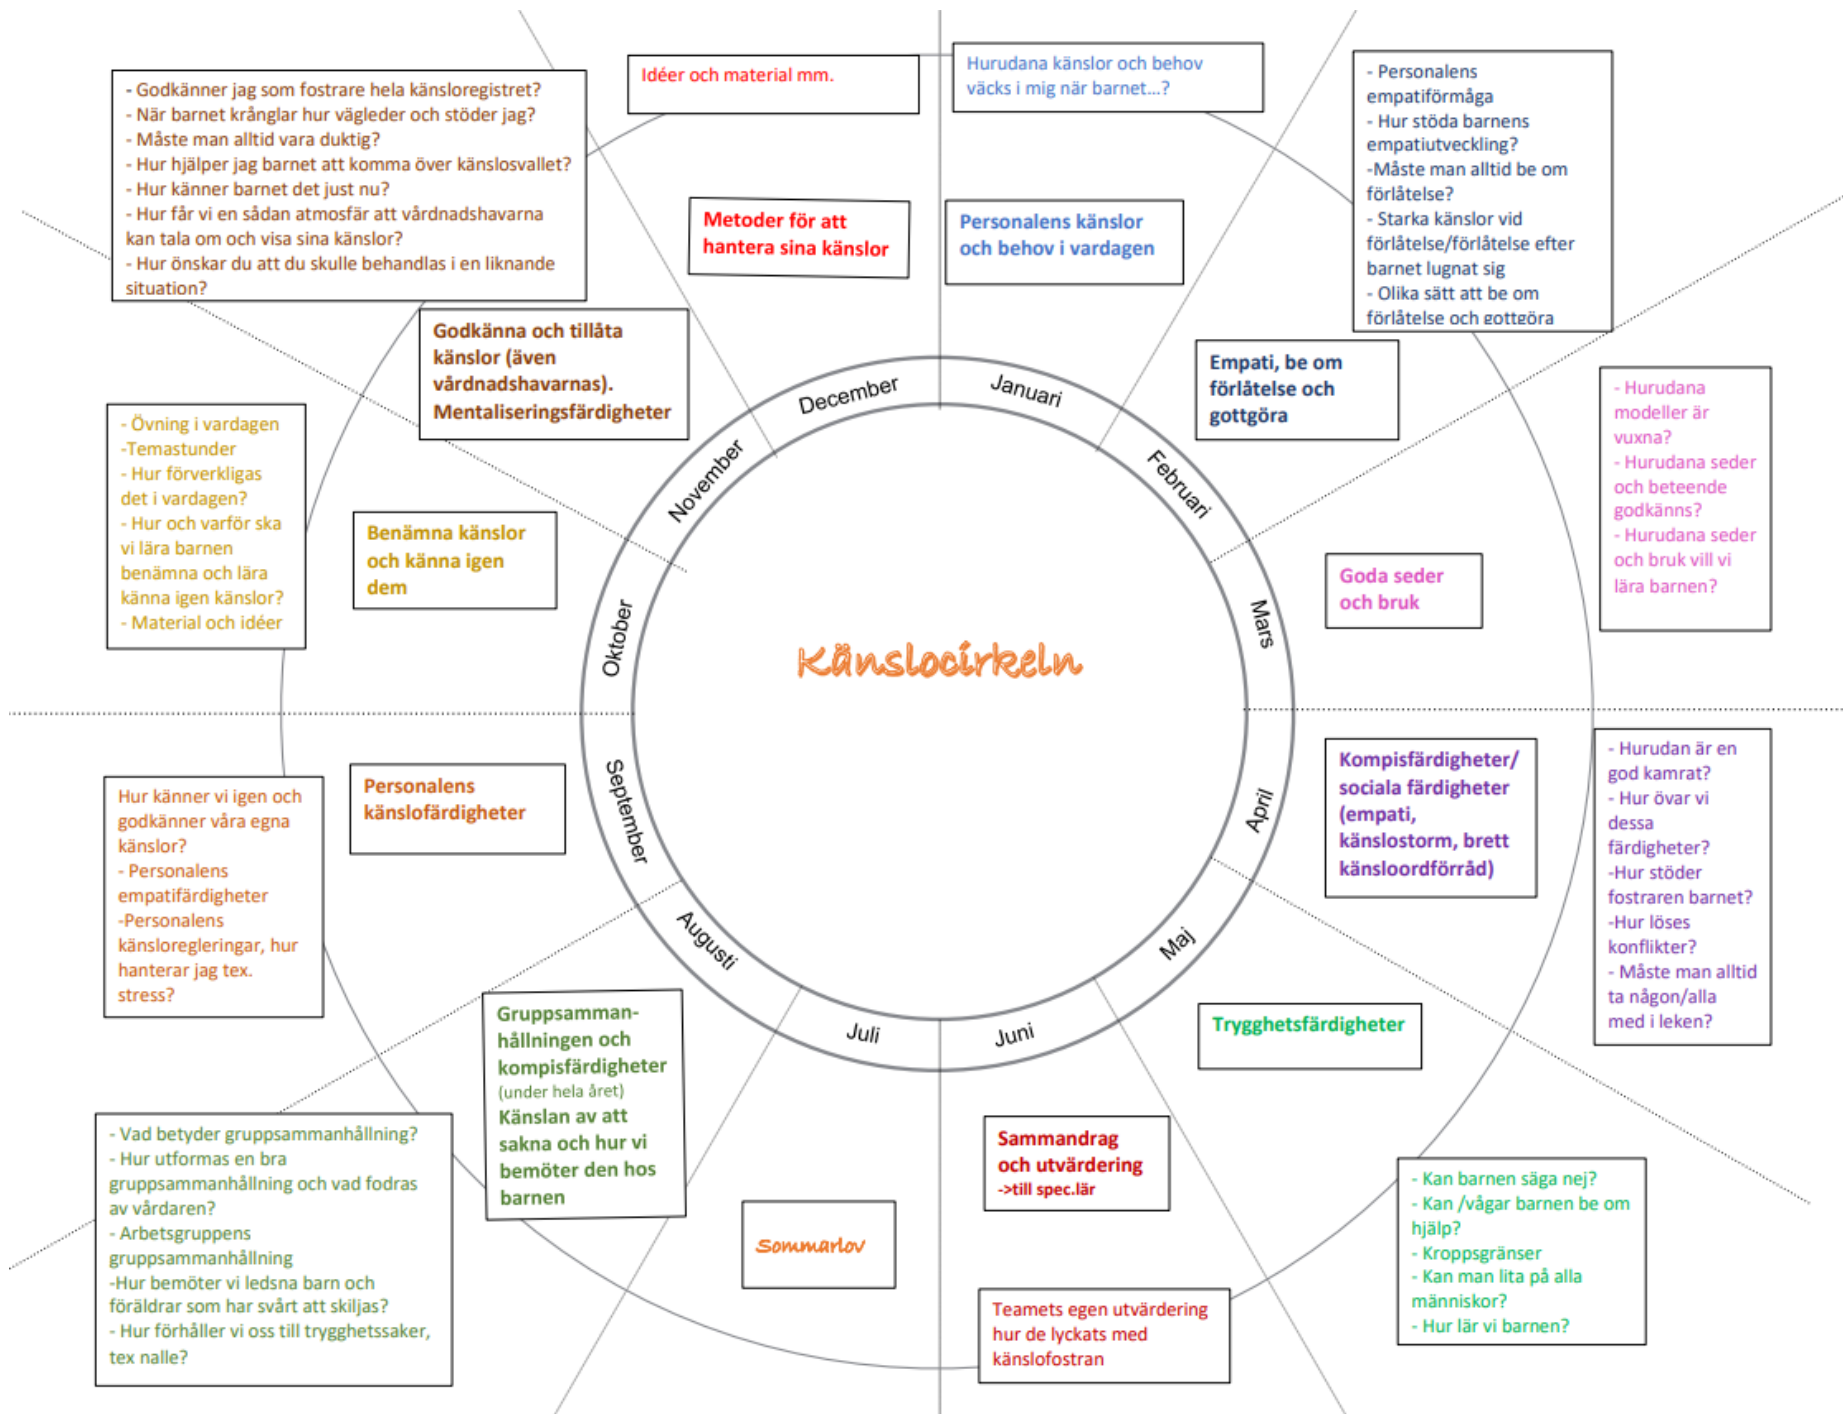 Idéer och material mm.
Hurudana känslor och behov
väcks i mig när barnet...?
- Godkänner jag som fostrare hela känsloregistret?
- När barnet krånglar hur vägleder och stöder jag?
- Måste man alltid vara duktig?
- Hur hjälper jag barnet att komma över känslosvallet?
- Hur känner barnet det just nu?
- Hur får vi en sådan atmosfär att vårdnadshavarna
kan tala om och visa sina känslor?
- Hur önskar du att du skulle behandlas i en liknande
situation?
- Personalens
empatiförmåga
- Hur stöda barnens
empatiutveckling?
-Måste man alltid be om
förlåtelse?
- Starka känslor vid
förlåtelse/förlåtelse efter
barnet lugnat sig
- Olika sätt att be om
förlåtelse och gottgöra
Metoder för att
hantera sina känslor
Personalens känslor
och behov i vardagen
Godkänna och tillåta
känslor (även
vårdnadshavarnas).
Mentaliseringsfärdigheter
Empati, be om
förlåtelse och
gottgöra
December
Januari
November
Februari
- Övning i vardagen
-Temastunder
- Hur förverkligas
det i vardagen?
- Hur och varför ska
vi lära barnen
benämna och lära
känna igen känslor?
- Material och idéer
Benämna känslor
och känna igen
dem
- Hurudana
modeller är
vuxna?
- Hurudana seder
och beteende
godkänns?
- Hurudana seder
och bruk vill vi
lära barnen?
Goda seder
och bruk
Oktober
Mars
Känslocirkeln
September
April
Personalens
känslofärdigheter
Hur känner vi igen och
godkänner våra egna
känslor?
- Personalens
empatifärdigheter
-Personalens
känsloregleringar, hur
hanterar jag tex.
stress?
Kompisfärdigheter/
sociala färdigheter
(empati,
känslostorm, brett
känsloordförråd)
- Hurudan är en
god kamrat?
- Hur övar vi
dessa
färdigheter?
-Hur stöder
fostraren barnet?
-Hur löses
konflikter?
- Måste man alltid
ta någon/alla
med i leken?
Augusti
Maj
Juli
Juni
Gruppsamman-
hållningen och
kompisfärdigheter
(under hela året)
Känslan av att
sakna och hur vi
bemöter den hos
barnen
Trygghetsfärdigheter
- Vad betyder gruppsammanhållning?
- Hur utformas en bra
gruppsammanhållning och vad fodras
av vårdaren?
- Arbetsgruppens
gruppsammanhållning
-Hur bemöter vi ledsna barn och
föräldrar som har svårt att skiljas?
- Hur förhåller vi oss till trygghetssaker,
tex nalle?
Sammandrag
och utvärdering
->till spec.lär
Sommarlov
- Kan barnen säga nej?
- Kan /vågar barnen be om
hjälp?
- Kroppsgränser
- Kan man lita på alla
människor?
- Hur lär vi barnen?
Teamets egen utvärdering
hur de lyckats med
känslofostran